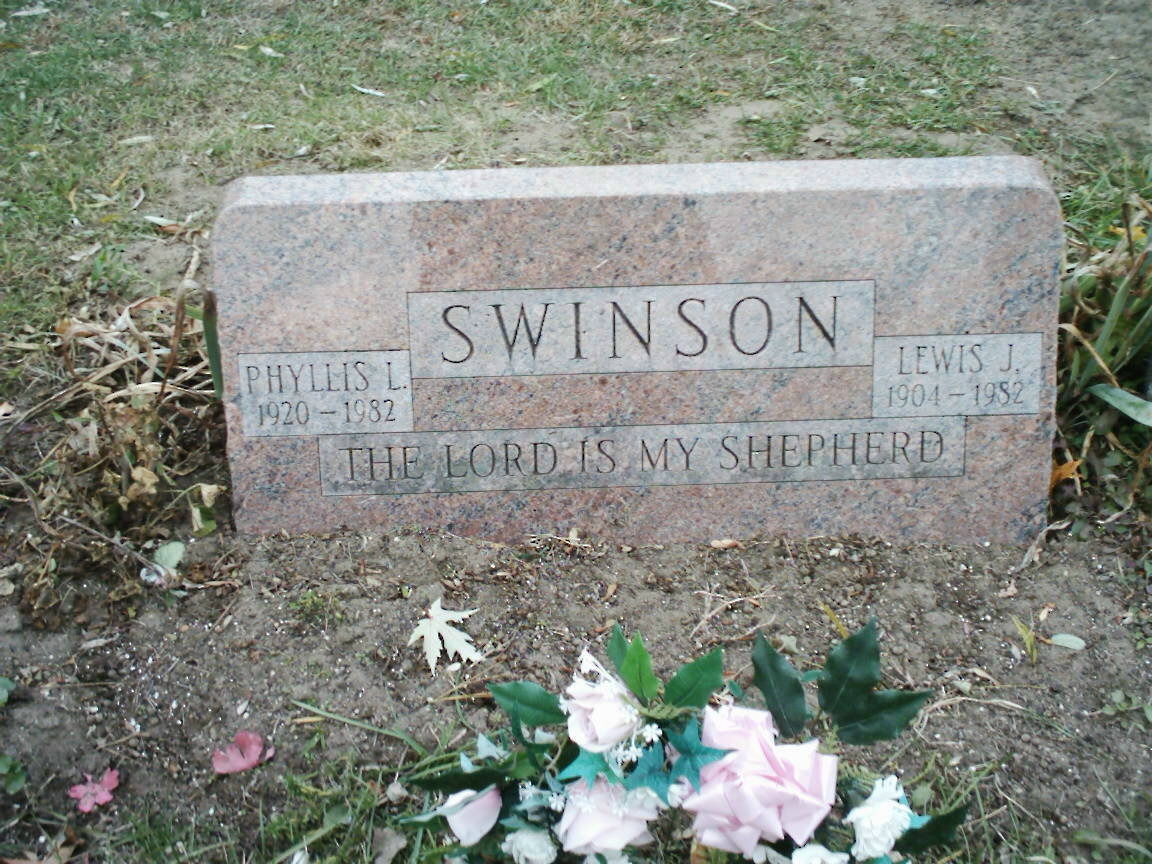 SWINSON
PHYLLIS L.
1920 – 1982
LEWIS J.
1904 – 1982
THE LORD IS MY SHEPHERD